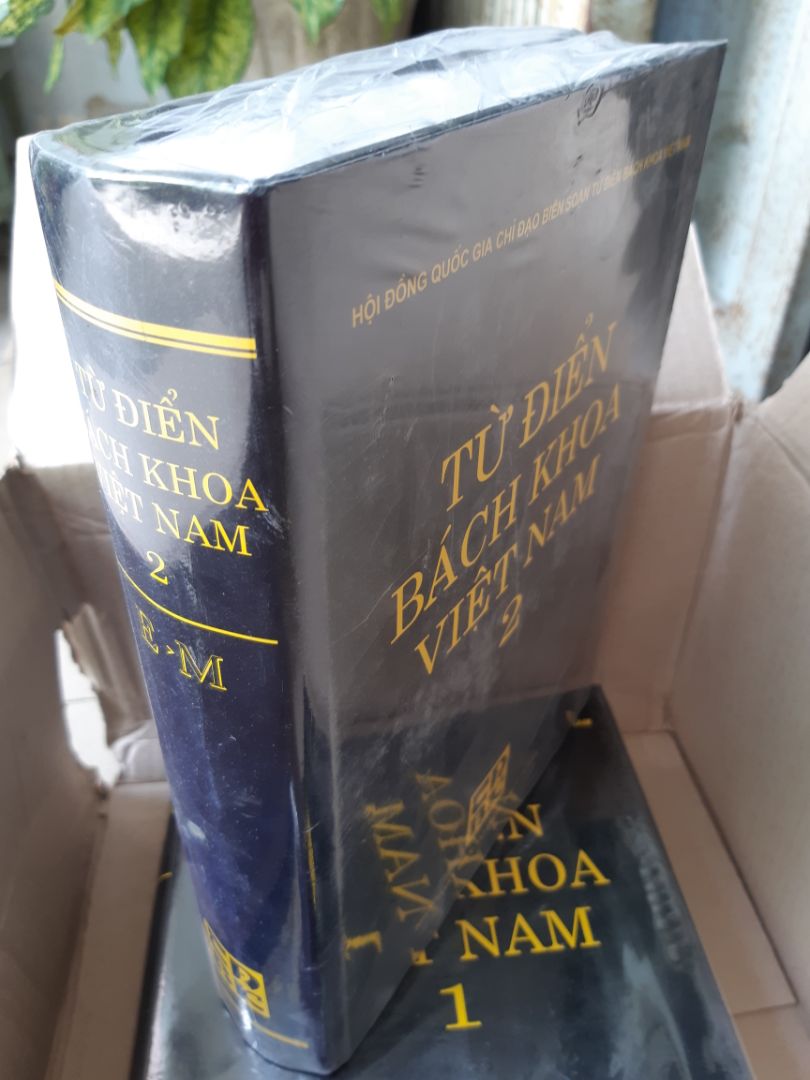 HỘI ĐỒNG QUỐC GIA CHỈ ĐẠO BIÊN SOẠN TỪ ĐIỂN BÁCH KHOA VIỆT NAM
TỪ ĐIỂN
BÁCH KHOA
VIỆT NAM
2
TỪ ĐIỂN
BÁCH KHOA
VIỆT NAM
2
E-M
KHOA
NAM
1